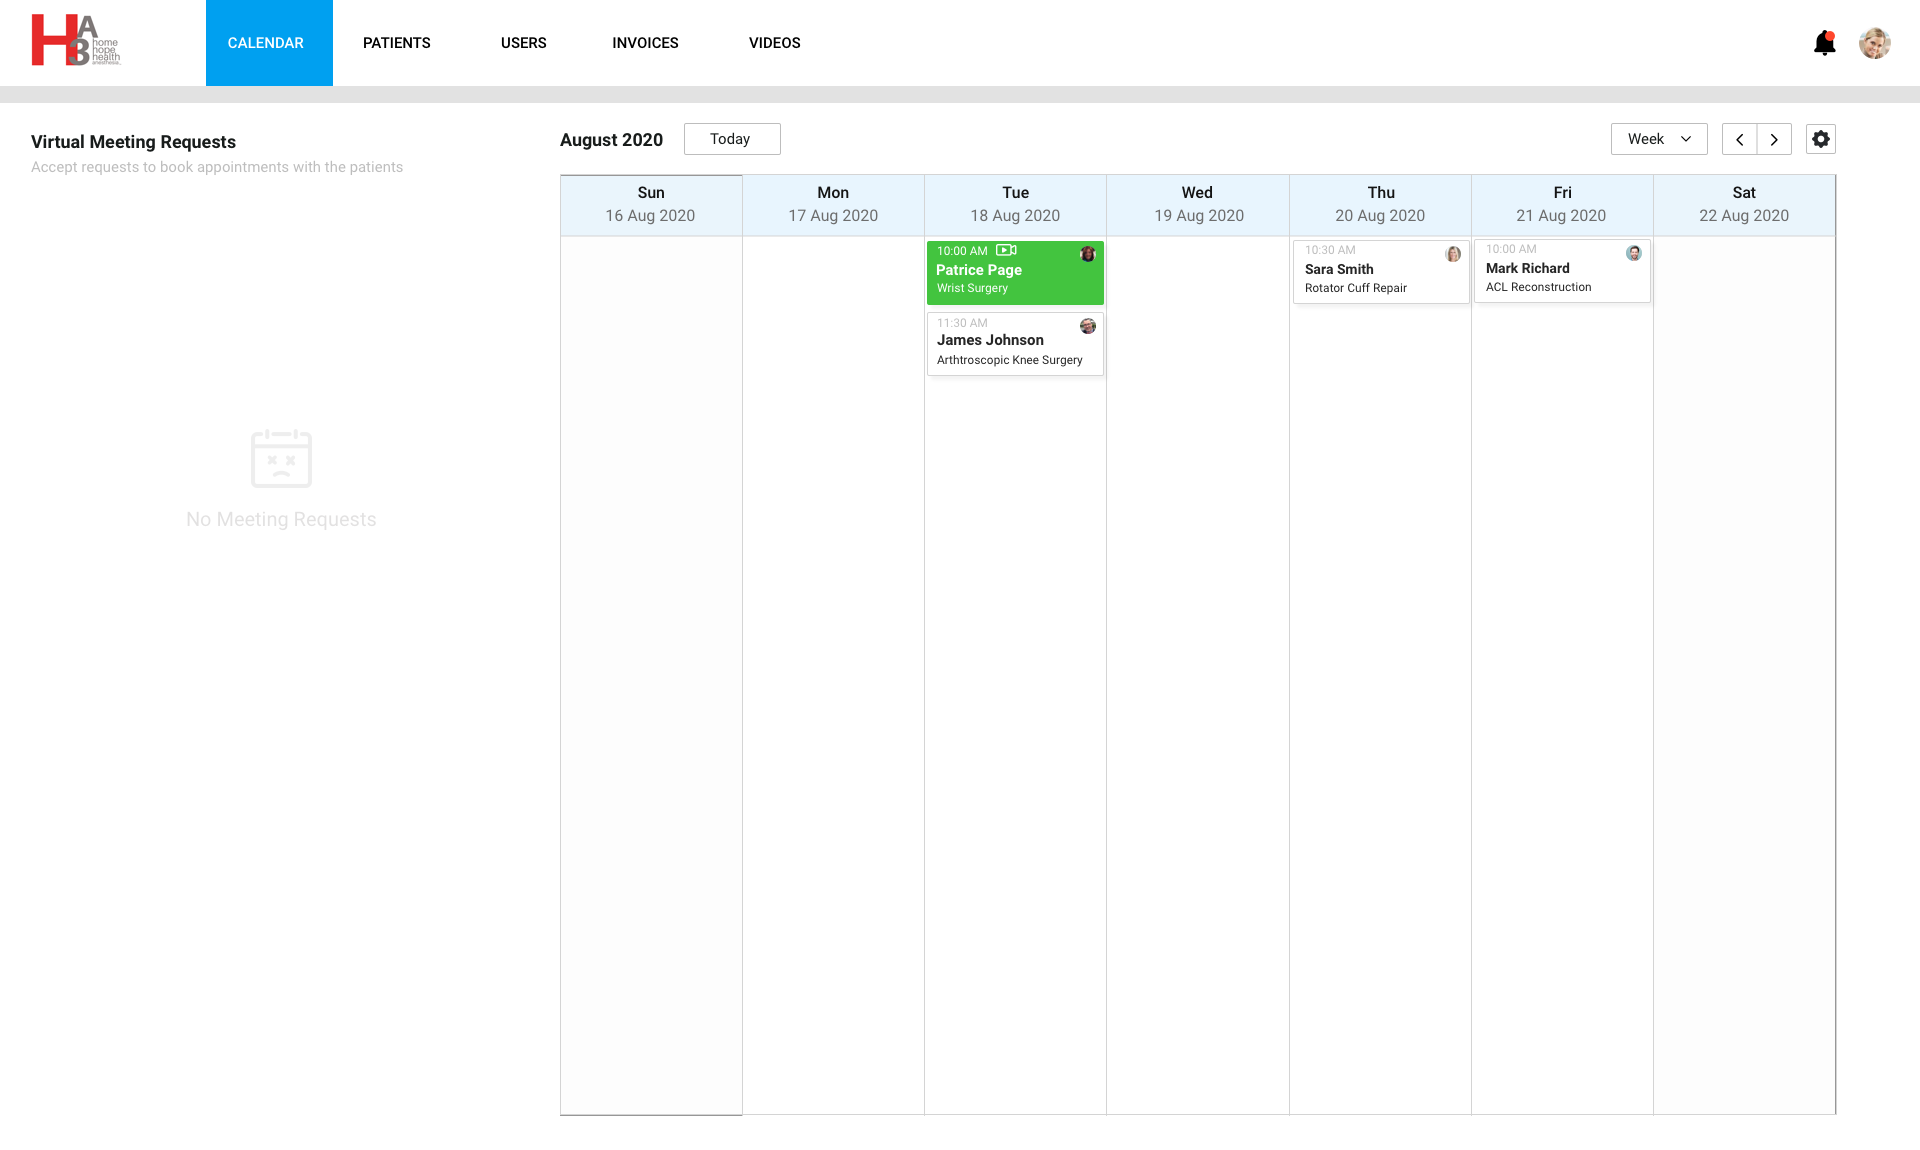 HA3
home
hope
health
anesthesia
CALENDAR
PATIENTS
USERS
INVOICES
VIDEOS
Virtual Meeting Requests
Accept requests to book appointments with the patients
No Meeting Requests
August 2020
Today
Week
Sun
16 Aug 2020
Mon
17 Aug 2020
Tue
18 Aug 2020
Wed
19 Aug 2020
Thu
20 Aug 2020
Fri
21 Aug 2020
Sat
22 Aug 2020
10:00 AM
Patrice Page
Wrist Surgery
11:30 AM
James Johnson
Arthtroscopic Knee Surgery
10:30 AM
Sara Smith
Rotator Cuff Repair
10:00 AM
Mark Richard
ACL Reconstruction